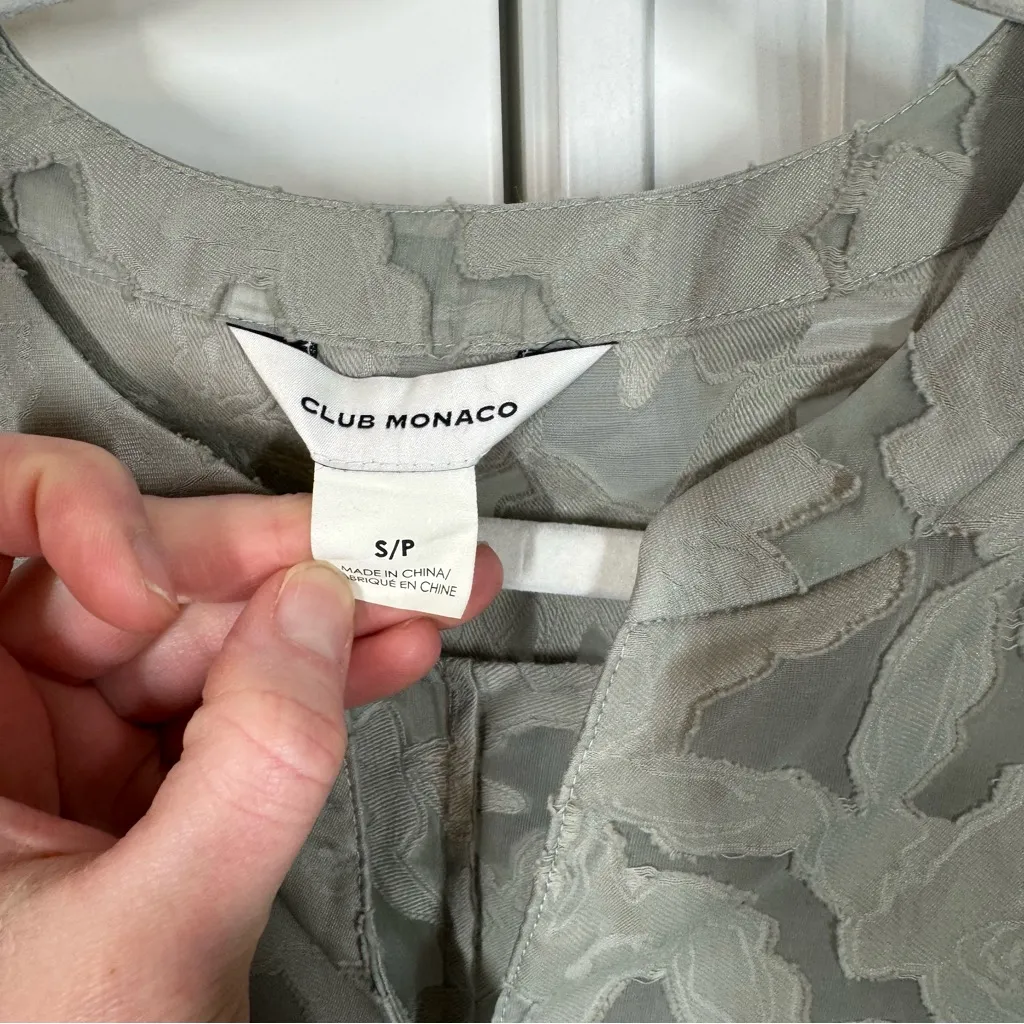 CLUB MONACO
S/P
MADE IN CHINA/
FABRIQUÉ EN CHINE